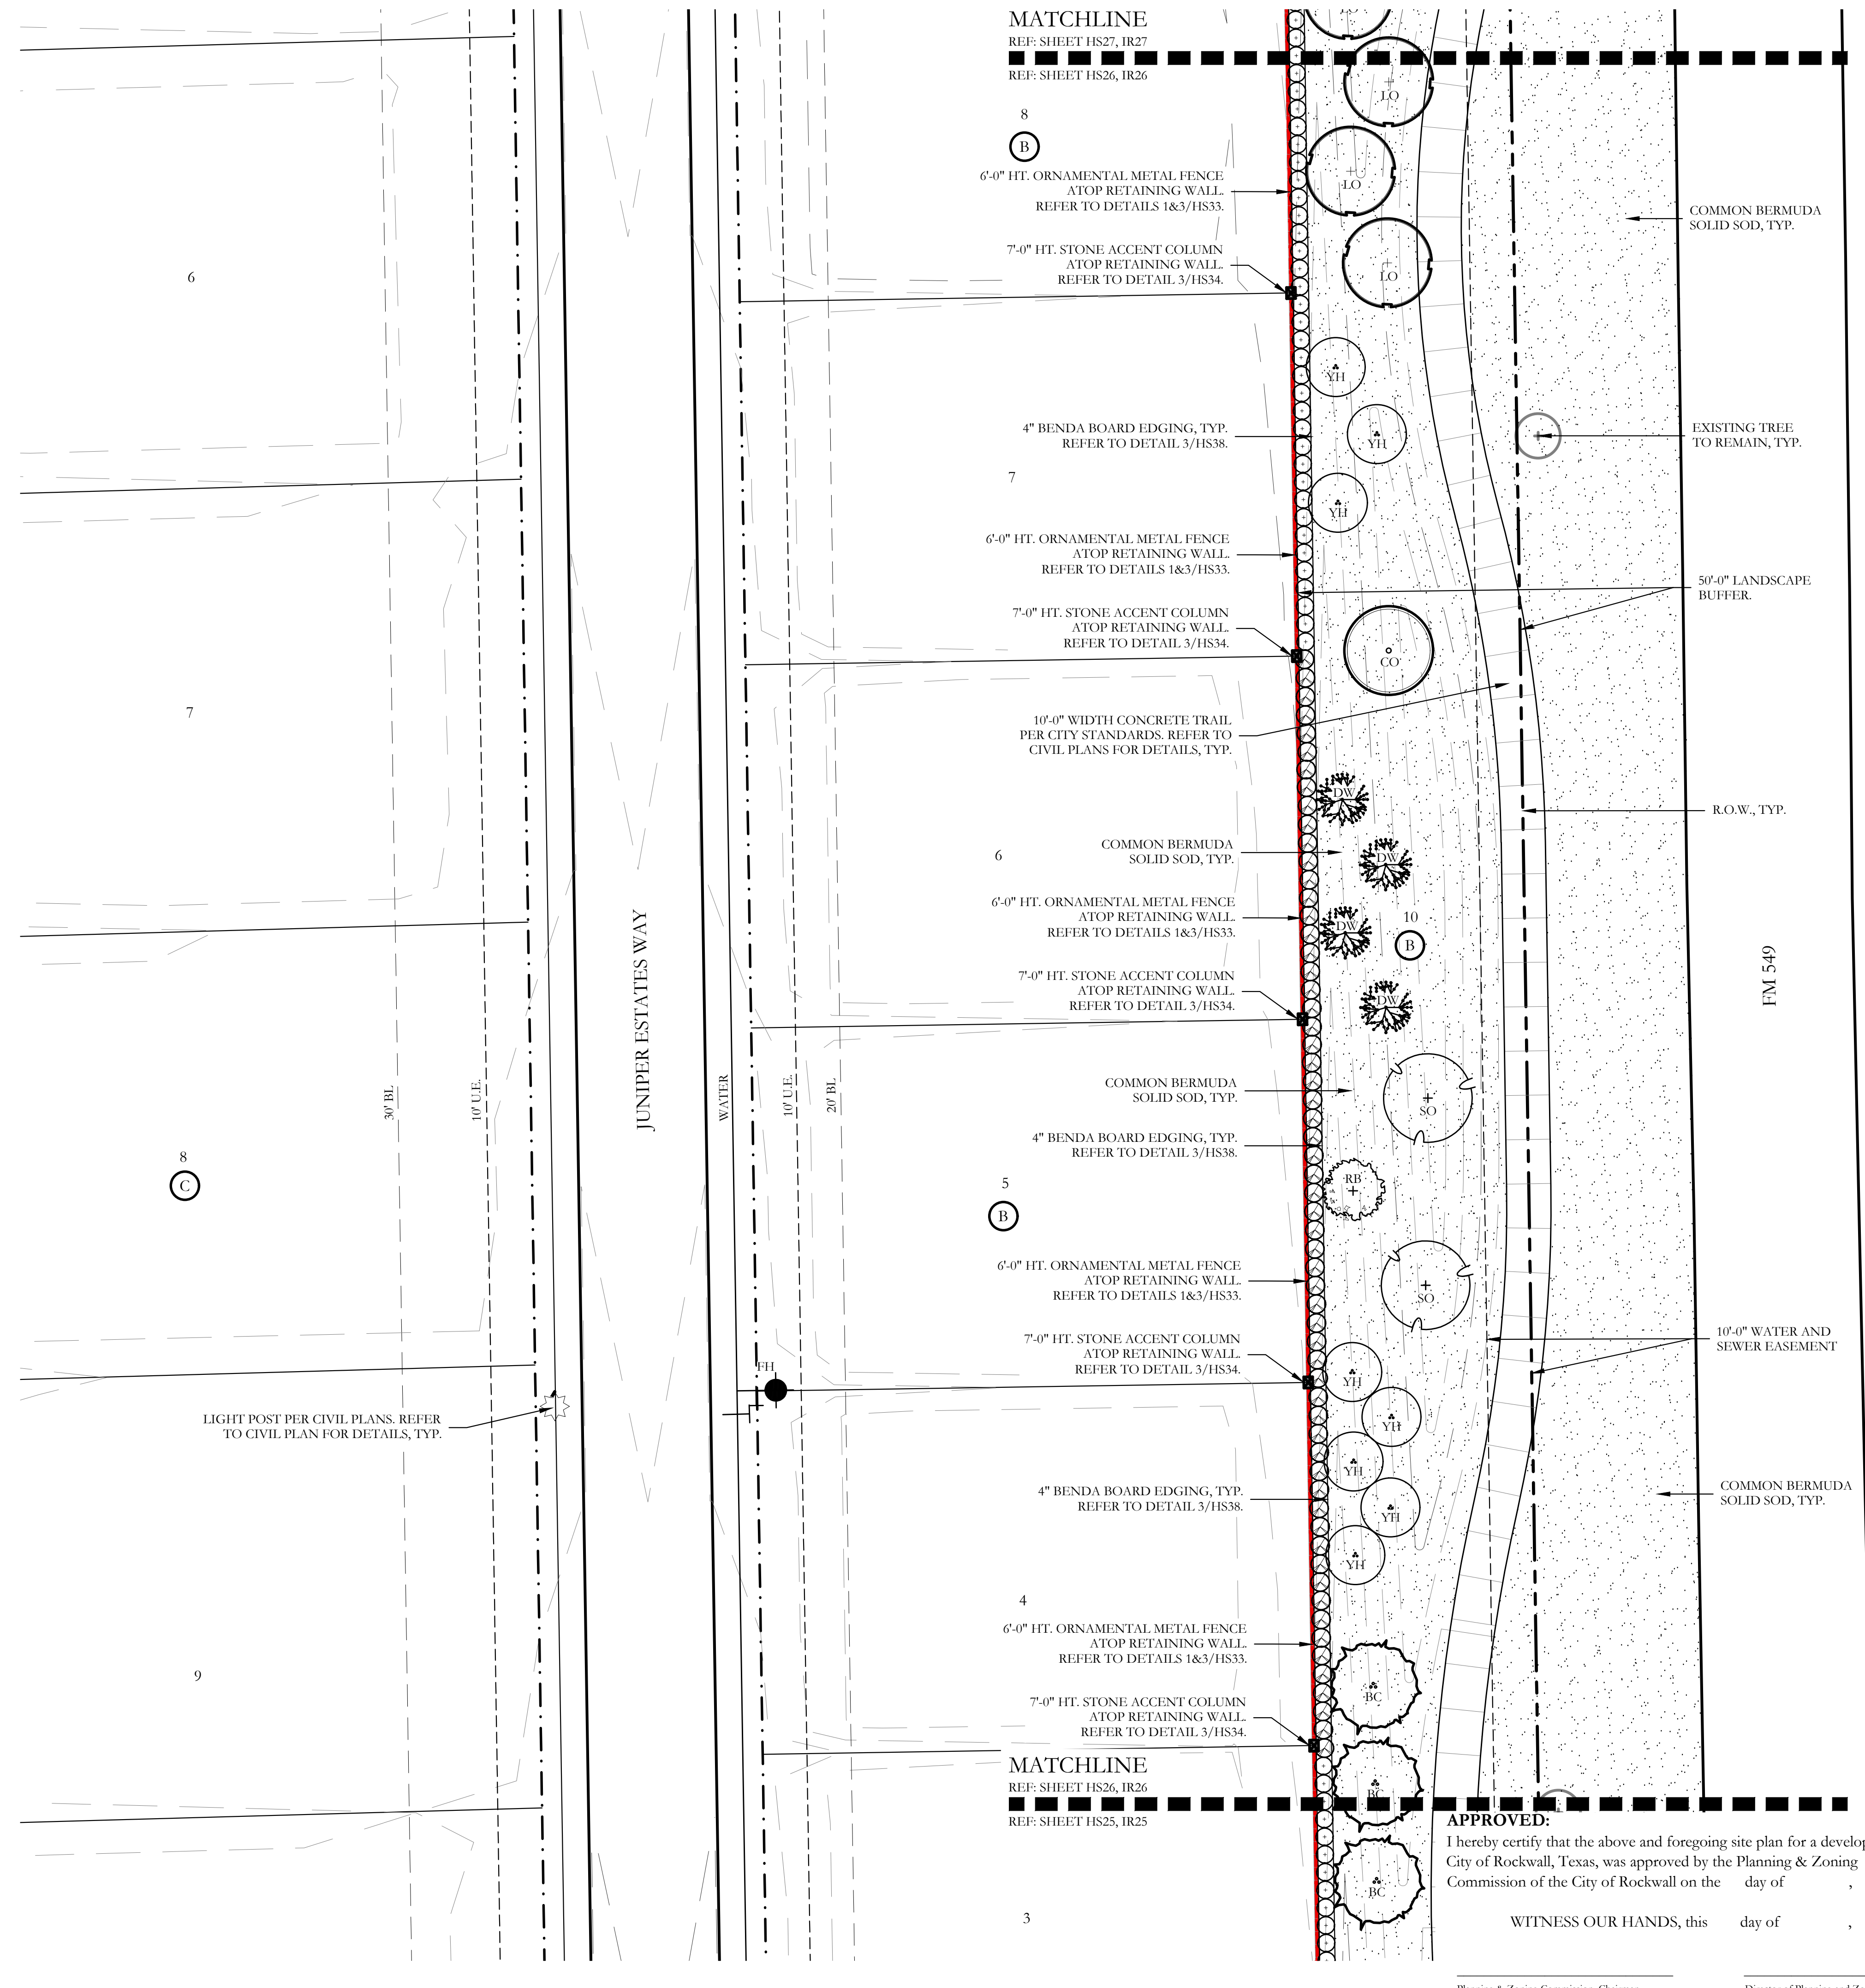 MATCHLINE
REF: SHEET HS27, IR27
REF: SHEET HS26, IR26
LO
8
B
LO
6'-0" HT. ORNAMENTAL METAL FENCE
ATOP RETAINING WALL.
REFER TO DETAILS 1&3/HS33.
COMMON BERMUDA
SOLID SOD, TYP.
7'-0" HT. STONE ACCENT COLUMN
ATOP RETAINING WALL.
REFER TO DETAIL 3/HS34.
LO
6
YH
4" BENDA BOARD EDGING, TYP.
REFER TO DETAIL 3/HS38.
YH
EXISTING TREE
TO REMAIN, TYP.
7
YH
6'-0" HT. ORNAMENTAL METAL FENCE
ATOP RETAINING WALL.
REFER TO DETAILS 1&3/HS33.
50'-0" LANDSCAPE
BUFFER.
7'-0" HT. STONE ACCENT COLUMN
ATOP RETAINING WALL.
REFER TO DETAIL 3/HS34.
CO
7
10'-0" WIDTH CONCRETE TRAIL
PER CITY STANDARDS. REFER TO
CIVIL PLANS FOR DETAILS, TYP.
DW
R.O.W., TYP.
COMMON BERMUDA
SOLID SOD, TYP.
6
DW
6'-0" HT. ORNAMENTAL METAL FENCE
ATOP RETAINING WALL.
REFER TO DETAILS 1&3/HS33.
DW
10
B
JUNIPER ESTATES WAY
FM 549
7'-0" HT. STONE ACCENT COLUMN
ATOP RETAINING WALL.
REFER TO DETAIL 3/HS34.
DW
30' BL
10' U.E.
WATER
10' U.E.
20' BL
COMMON BERMUDA
SOLID SOD, TYP.
SO
4" BENDA BOARD EDGING, TYP.
REFER TO DETAIL 3/HS38.
8
C
5
B
RB
6'-0" HT. ORNAMENTAL METAL FENCE
ATOP RETAINING WALL.
REFER TO DETAILS 1&3/HS33.
SO
7'-0" HT. STONE ACCENT COLUMN
ATOP RETAINING WALL.
REFER TO DETAIL 3/HS34.
10'-0" WATER AND
SEWER EASEMENT
FH
YH
LIGHT POST PER CIVIL PLANS. REFER
TO CIVIL PLAN FOR DETAILS, TYP.
YH
YH
4" BENDA BOARD EDGING, TYP.
REFER TO DETAIL 3/HS38.
YH
COMMON BERMUDA
SOLID SOD, TYP.
YH
4
6'-0" HT. ORNAMENTAL METAL FENCE
ATOP RETAINING WALL.
REFER TO DETAILS 1&3/HS33.
9
BC
7'-0" HT. STONE ACCENT COLUMN
ATOP RETAINING WALL.
REFER TO DETAIL 3/HS34.
MATCHLINE
REF: SHEET HS26, IR26
BC
REF: SHEET HS25, IR25
BC
3
APPROVED:
I hereby certify that the above and foregoing site plan for a
City of Rockwall, Texas, was approved by the Planning & Zoning
Commission of the City of Rockwall on the day of ,
WITNESS OUR HANDS, this day of ,